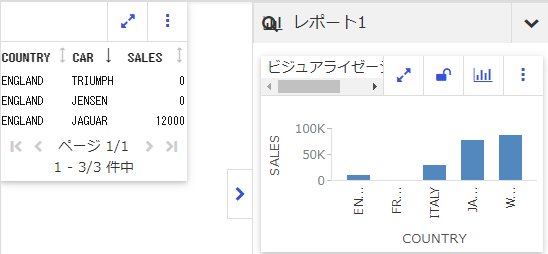 COUNTRY CAR SALES
ENGLAND TRIUMPH 0
ENGLAND JENSEN 0
ENGLAND JAGUAR 12000
ページ 1/1
1 - 3/3 件中
レポート1
ビジュアライゼーシ
100K
50K
0
SALES
EN...
FR...
ITALY
JA...
W...
COUNTRY